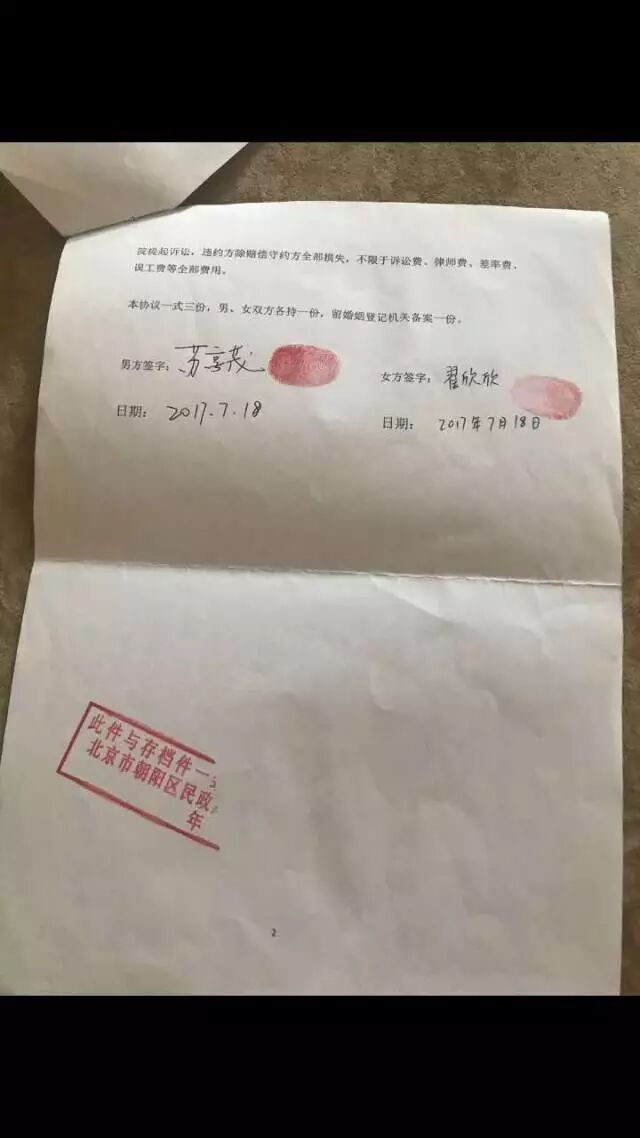 院提起诉讼，违约方除赔偿守约方全部损失，不限于诉讼费、律师费、差率费、
误工费等全部费用。
本协议一式三份，男、女双方各持一份，留婚姻登记机关备案一份。
男方签字：苏享茂
女方签字：翟欣欣
日期： 2017.7.18
日期： 2017年7月18日
此件与存档件一
北京市朝阳区民政
年
2